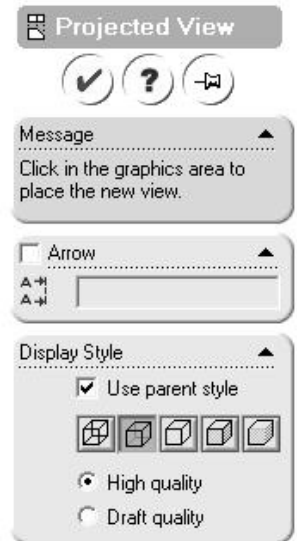 Projected View
?
Message
Click in the graphics area to
place the new view.
Arrow
A
A
Display Style
Use parent style
High quality
Draft quality